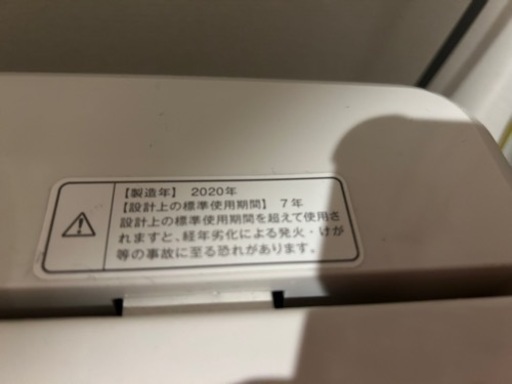 【製造年】 2020年
【設計上の標準使用期間】 7年
設計上の標準使用期間を超えて使用さ
れますと、経年劣化による発火・けが
等の事故に至る恐れがあります。